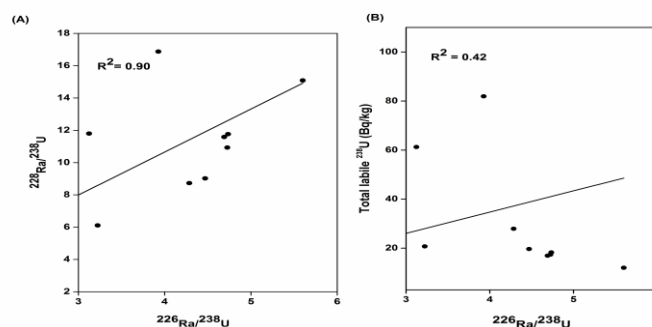 (A)
R² = 0.90
18
16
14
12
10
8
6
4
2
3
4
5
6
²²⁸Ra/²³⁸U
²²⁶Ra/²³⁸U
(B)
R² = 0.42
100
80
60
40
20
3
4
5
Total labile ²³⁸U (Bq/kg)
²²⁶Ra/²³⁸U